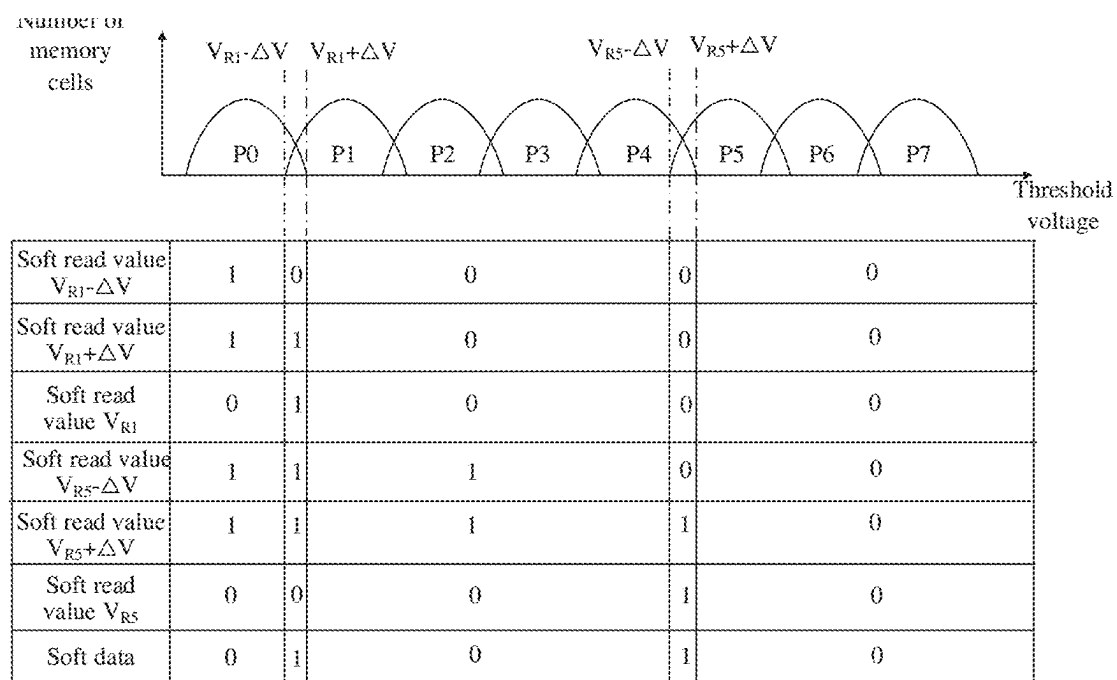 Number of
memory
cells
V_R1-△V V_R1+△V V_R5-△V V_R5+△V
P0 P1 P2 P3 P4 P5 P6 P7
Threshold
voltage
Soft read value
V_R1-△V
1 0 0 0 0
Soft read value
V_R1+△V
1 1 0 0 0
Soft read
value V_R1
0 1 0 0 0
Soft read value
V_R5-△V
1 1 1 0 0
Soft read value
V_R5+△V
1 1 1 1 0
Soft read
value V_R5
0 0 0 1 0
Soft data 0 1 0 1 0